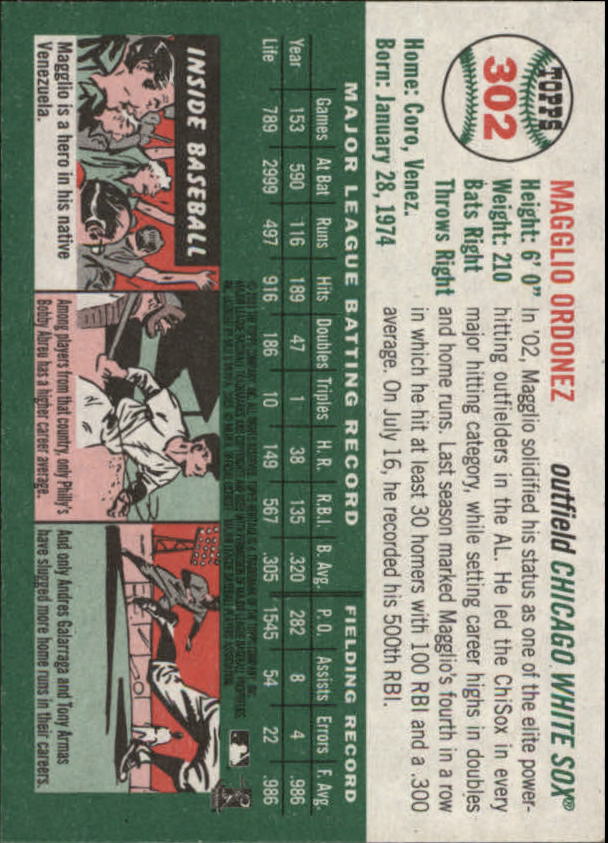 TOPPS
302
MAGGLIO ORDONEZ
outfield CHICAGO WHITE SOX®
Height: 6' 0"
Weight: 210
Bats Right
Throws Right
Home: Coro, Venez.
Born: January 28, 1974
In '02, Magglio solidified his status as one of the elite power-
hitting outfielders in the AL. He led the ChiSox in every
major hitting category, while setting career highs in doubles
and home runs. Last season marked Magglio's fourth in a row
in which he hit at least 30 homers with 100 RBI and a .300
average. On July 16, he recorded his 500th RBI.
MAJOR LEAGUE BATTING RECORD FIELDING RECORD
Games At Bat Runs Hits Doubles Triples H.R. R.B.I. B. Avg. P.O. Assists Errors F. Avg.
Year 153 590 116 189 47 1 38 135 .320 282 8 4 .986
Life 789 2999 497 916 186 10 149 567 .305 1545 54 22 .986
INSIDE BASEBALL
Magglio is a hero in his native
Venezuela.
Among players from that country, only Philly's
Bobby Abreu has a higher career average.
And only Andres Galarraga and Tony Armas
have slugged more home runs in their careers.